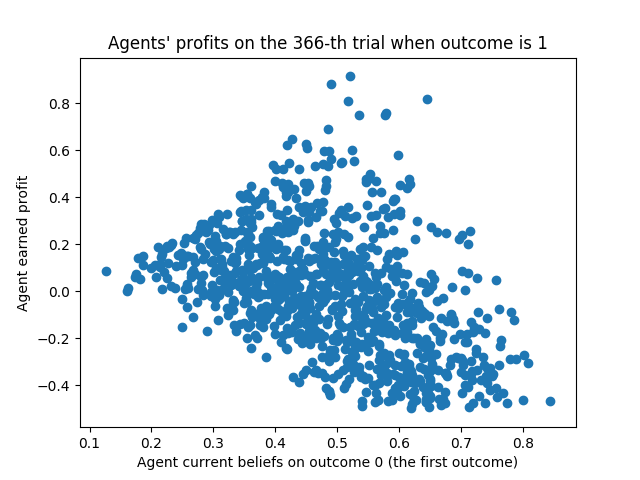 Agents' profits on the 366-th trial when outcome is 1
Agent earned profit
0.8
0.6
0.4
0.2
0.0
−0.2
−0.4
0.1 0.2 0.3 0.4 0.5 0.6 0.7 0.8
Agent current beliefs on outcome 0 (the first outcome)